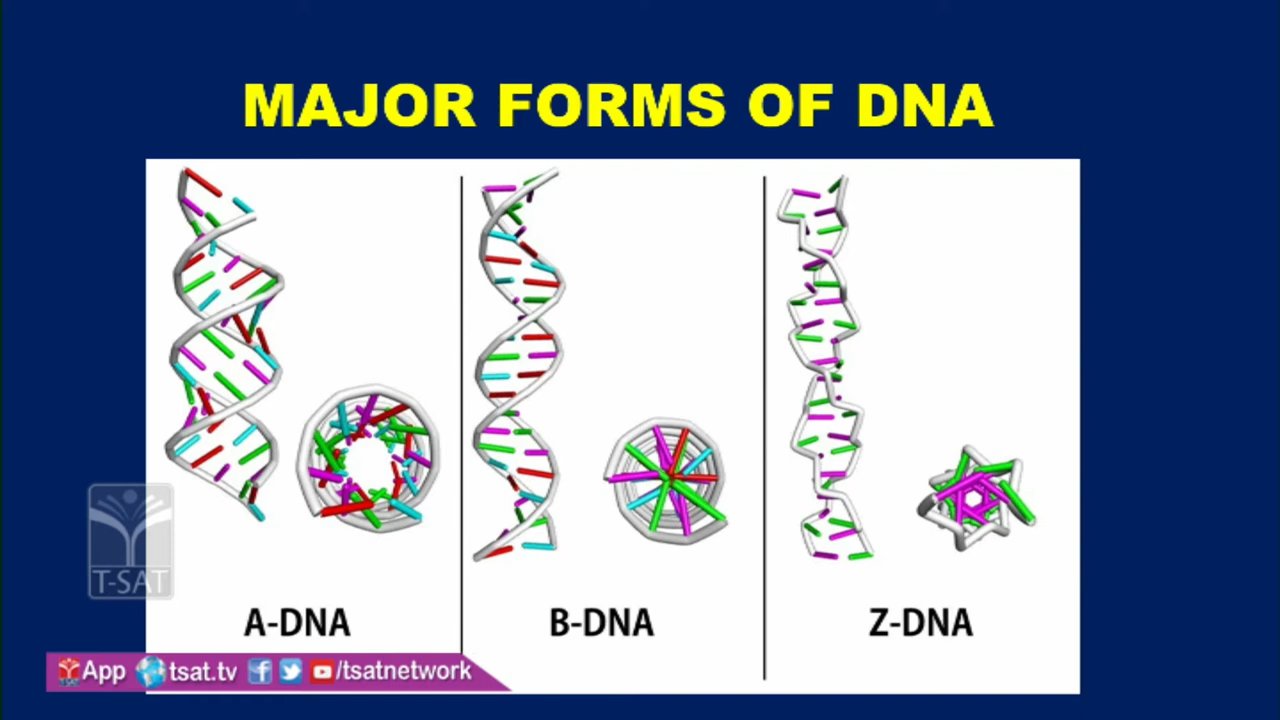 MAJOR FORMS OF DNA
A-DNA
B-DNA
Z-DNA
T-SAT
App tsat.tv /tsatnetwork